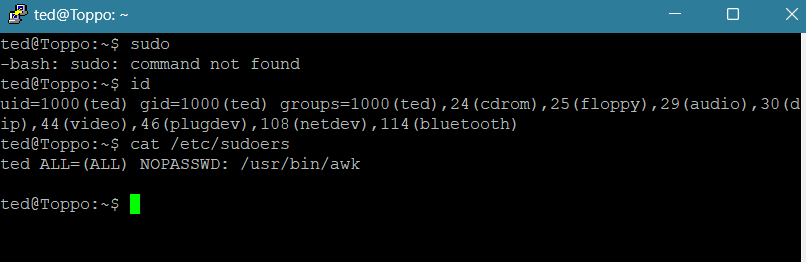 ted@Toppo: ~
ted@Toppo:~$ sudo
-bash: sudo: command not found
ted@Toppo:~$ id
uid=1000(ted) gid=1000(ted) groups=1000(ted),24(cdrom),25(floppy),29(audio),30(d
ip),44(video),46(plugdev),108(netdev),114(bluetooth)
ted@Toppo:~$ cat /etc/sudoers
ted ALL=(ALL) NOPASSWD: /usr/bin/awk
ted@Toppo:~$